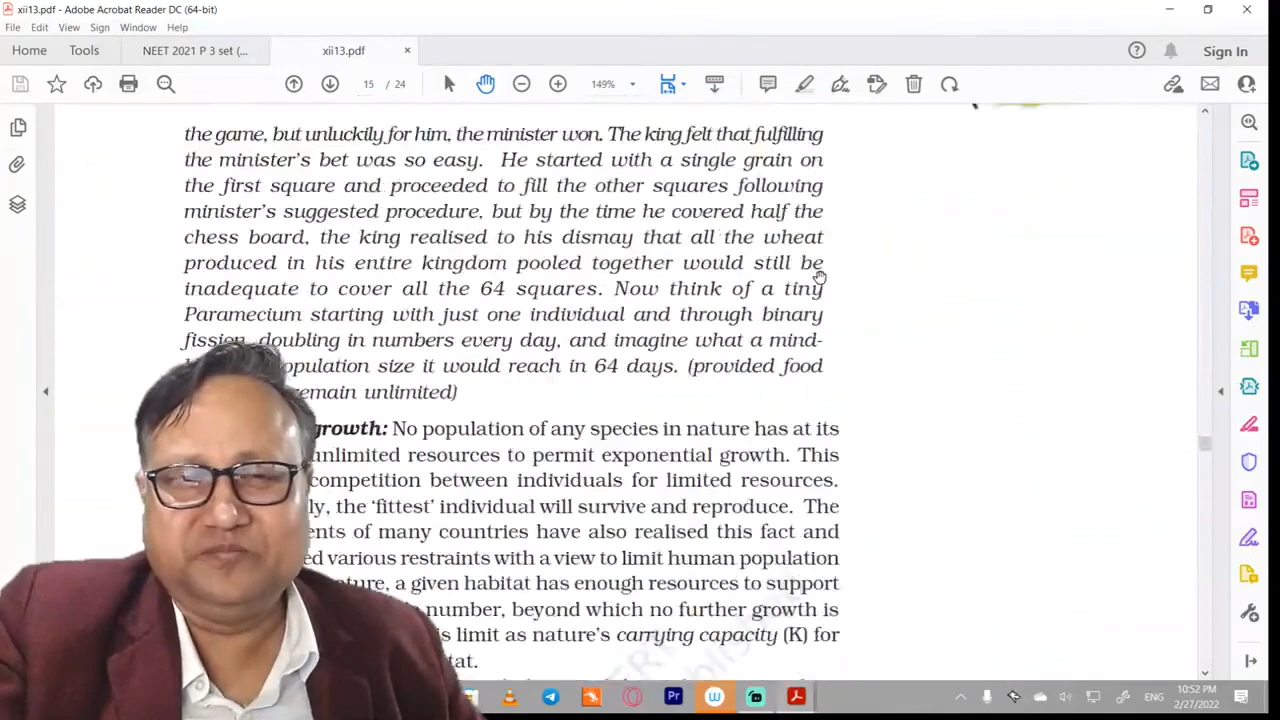 xii13.pdf - Adobe Acrobat Reader DC (64-bit)
File Edit View Sign Window Help
Home Tools NEET 2021 P 3 set (... xii13.pdf × Sign In
15 / 24 149%
the game, but unluckily for him, the minister won. The king felt that fulfilling
the minister's bet was so easy. He started with a single grain on
the first square and proceeded to fill the other squares following
minister's suggested procedure, but by the time he covered half the
chess board, the king realised to his dismay that all the wheat
produced in his entire kingdom pooled together would still be
inadequate to cover all the 64 squares. Now think of a tiny
Paramecium starting with just one individual and through binary
fission, doubling in numbers every day, and imagine what a mind-
population size it would reach in 64 days. (provided food
remain unlimited)
growth: No population of any species in nature has at its
unlimited resources to permit exponential growth. This
competition between individuals for limited resources.
ly, the 'fittest' individual will survive and reproduce. The
ents of many countries have also realised this fact and
ed various restraints with a view to limit human population
ature, a given habitat has enough resources to support
number, beyond which no further growth is
is limit as nature's carrying capacity (K) for
tat.
Pr W ENG 10:52 PM
2/27/2022